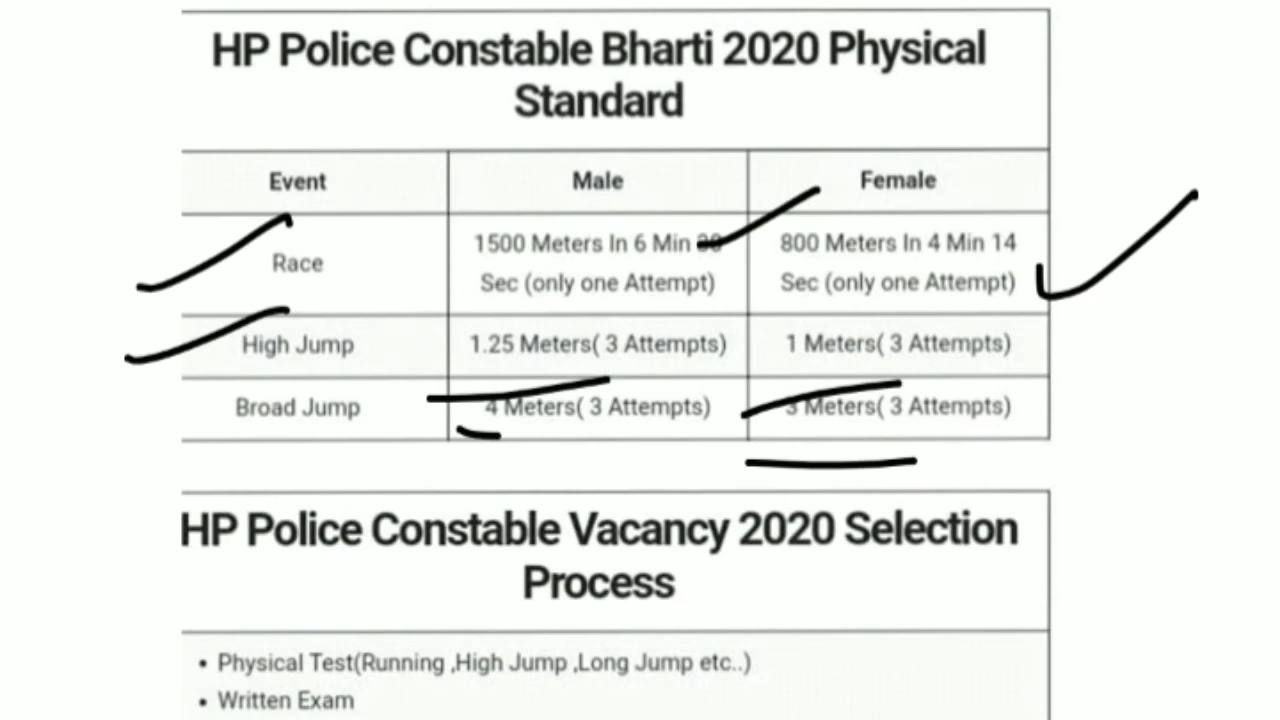 HP Police Constable Bharti 2020 Physical
Standard
Event Male Female
Race
1500 Meters In 6 Min
Sec (only one Attempt)
800 Meters In 4 Min 14
Sec (only one Attempt)
High Jump 1.25 Meters( 3 Attempts) 1 Meters( 3 Attempts)
Broad Jump 4 Meters( 3 Attempts) 3 Meters( 3 Attempts)
HP Police Constable Vacancy 2020 Selection
Process
• Physical Test(Running ,High Jump ,Long Jump etc..)
• Written Exam